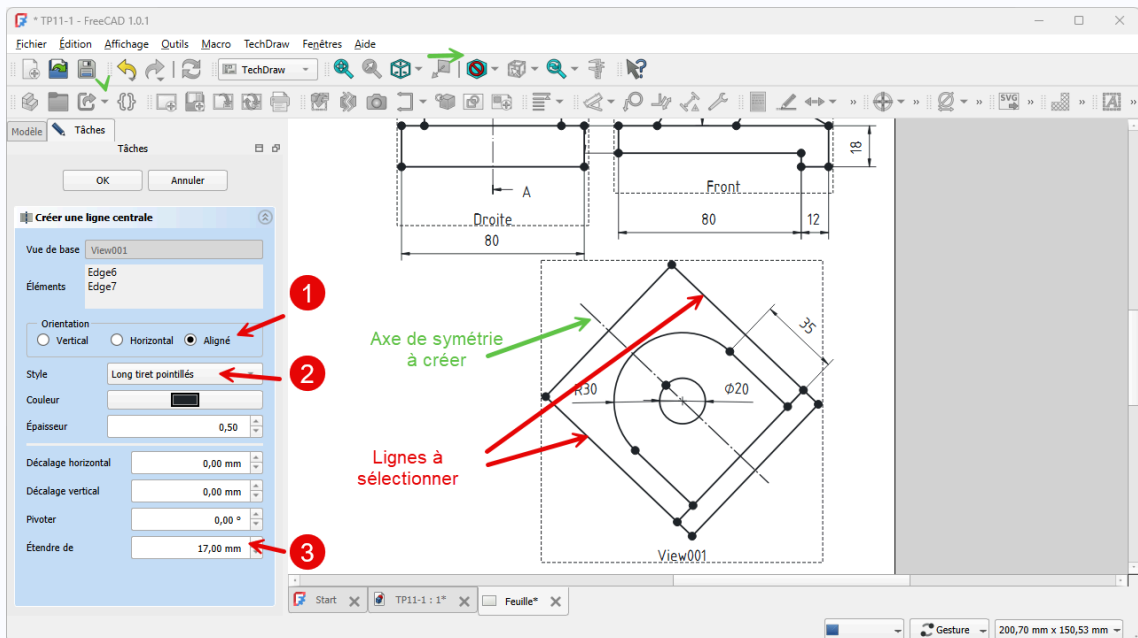 * TP11-1 - FreeCAD 1.0.1
Fichier Édition Affichage Outils Macro TechDraw Fenêtres Aide
TechDraw
SVG
A
Modèle Tâches
Tâches
OK Annuler
Créer une ligne centrale
Vue de base View001
Éléments
Edge6
Edge7
1
Orientation
Vertical Horizontal Aligné
Style Long tiret pointillés
2
Couleur
Épaisseur 0,50
Décalage horizontal 0,00 mm
Décalage vertical 0,00 mm
Pivoter 0,00 °
Étendre de 17,00 mm
3
A
18
Front
Droite
80
80
12
Axe de symétrie
à créer
35
R30
Φ20
Lignes à
sélectionner
View001
Start TP11-1 : 1* Feuille*
Gesture 200,70 mm x 150,53 mm